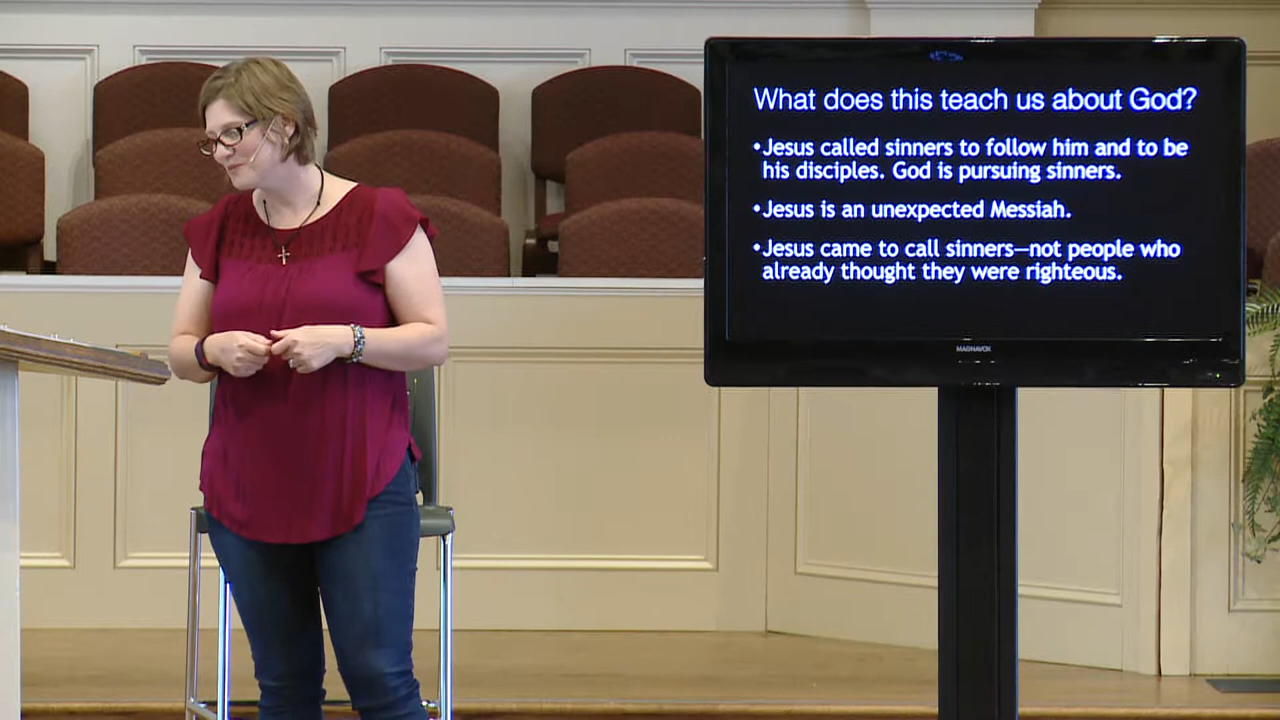 What does this teach us about God?
•Jesus called sinners to follow him and to be
his disciples. God is pursuing sinners.
•Jesus is an unexpected Messiah.
•Jesus came to call sinners—not people who
already thought they were righteous.
MAGNAVOX